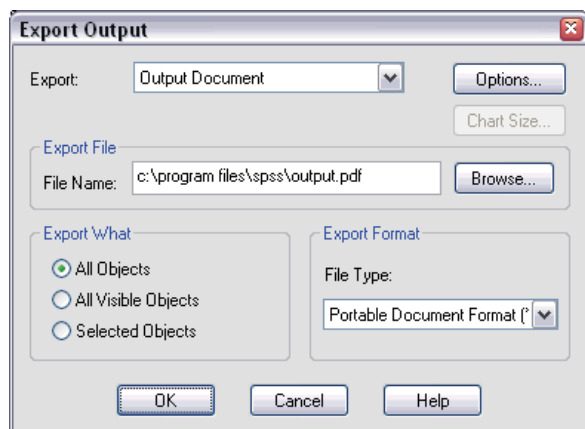 Export Output
Export: Output Document Options...
Chart Size...
Export File
File Name: c:\program files\spss\output.pdf Browse...
Export What
All Objects
All Visible Objects
Selected Objects
Export Format
File Type:
Portable Document Format (*
OK Cancel Help